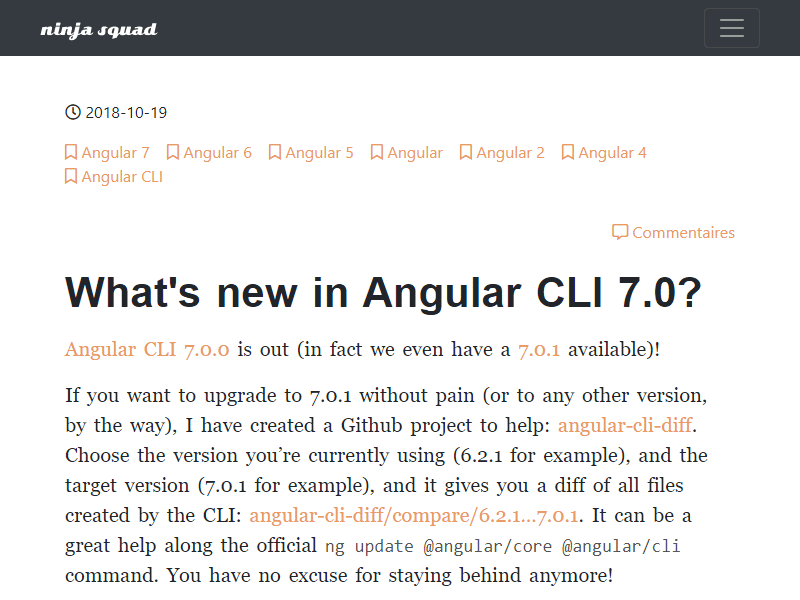 ninja squad
2018-10-19
Angular 7 Angular 6 Angular 5 Angular Angular 2 Angular 4
Angular CLI
Commentaires
What's new in Angular CLI 7.0?
Angular CLI 7.0.0 is out (in fact we even have a 7.0.1 available)!
If you want to upgrade to 7.0.1 without pain (or to any other version,
by the way), I have created a Github project to help: angular-cli-diff.
Choose the version you’re currently using (6.2.1 for example), and the
target version (7.0.1 for example), and it gives you a diff of all files
created by the CLI: angular-cli-diff/compare/6.2.1…7.0.1. It can be a
great help along the official ng update @angular/core @angular/cli
command. You have no excuse for staying behind anymore!